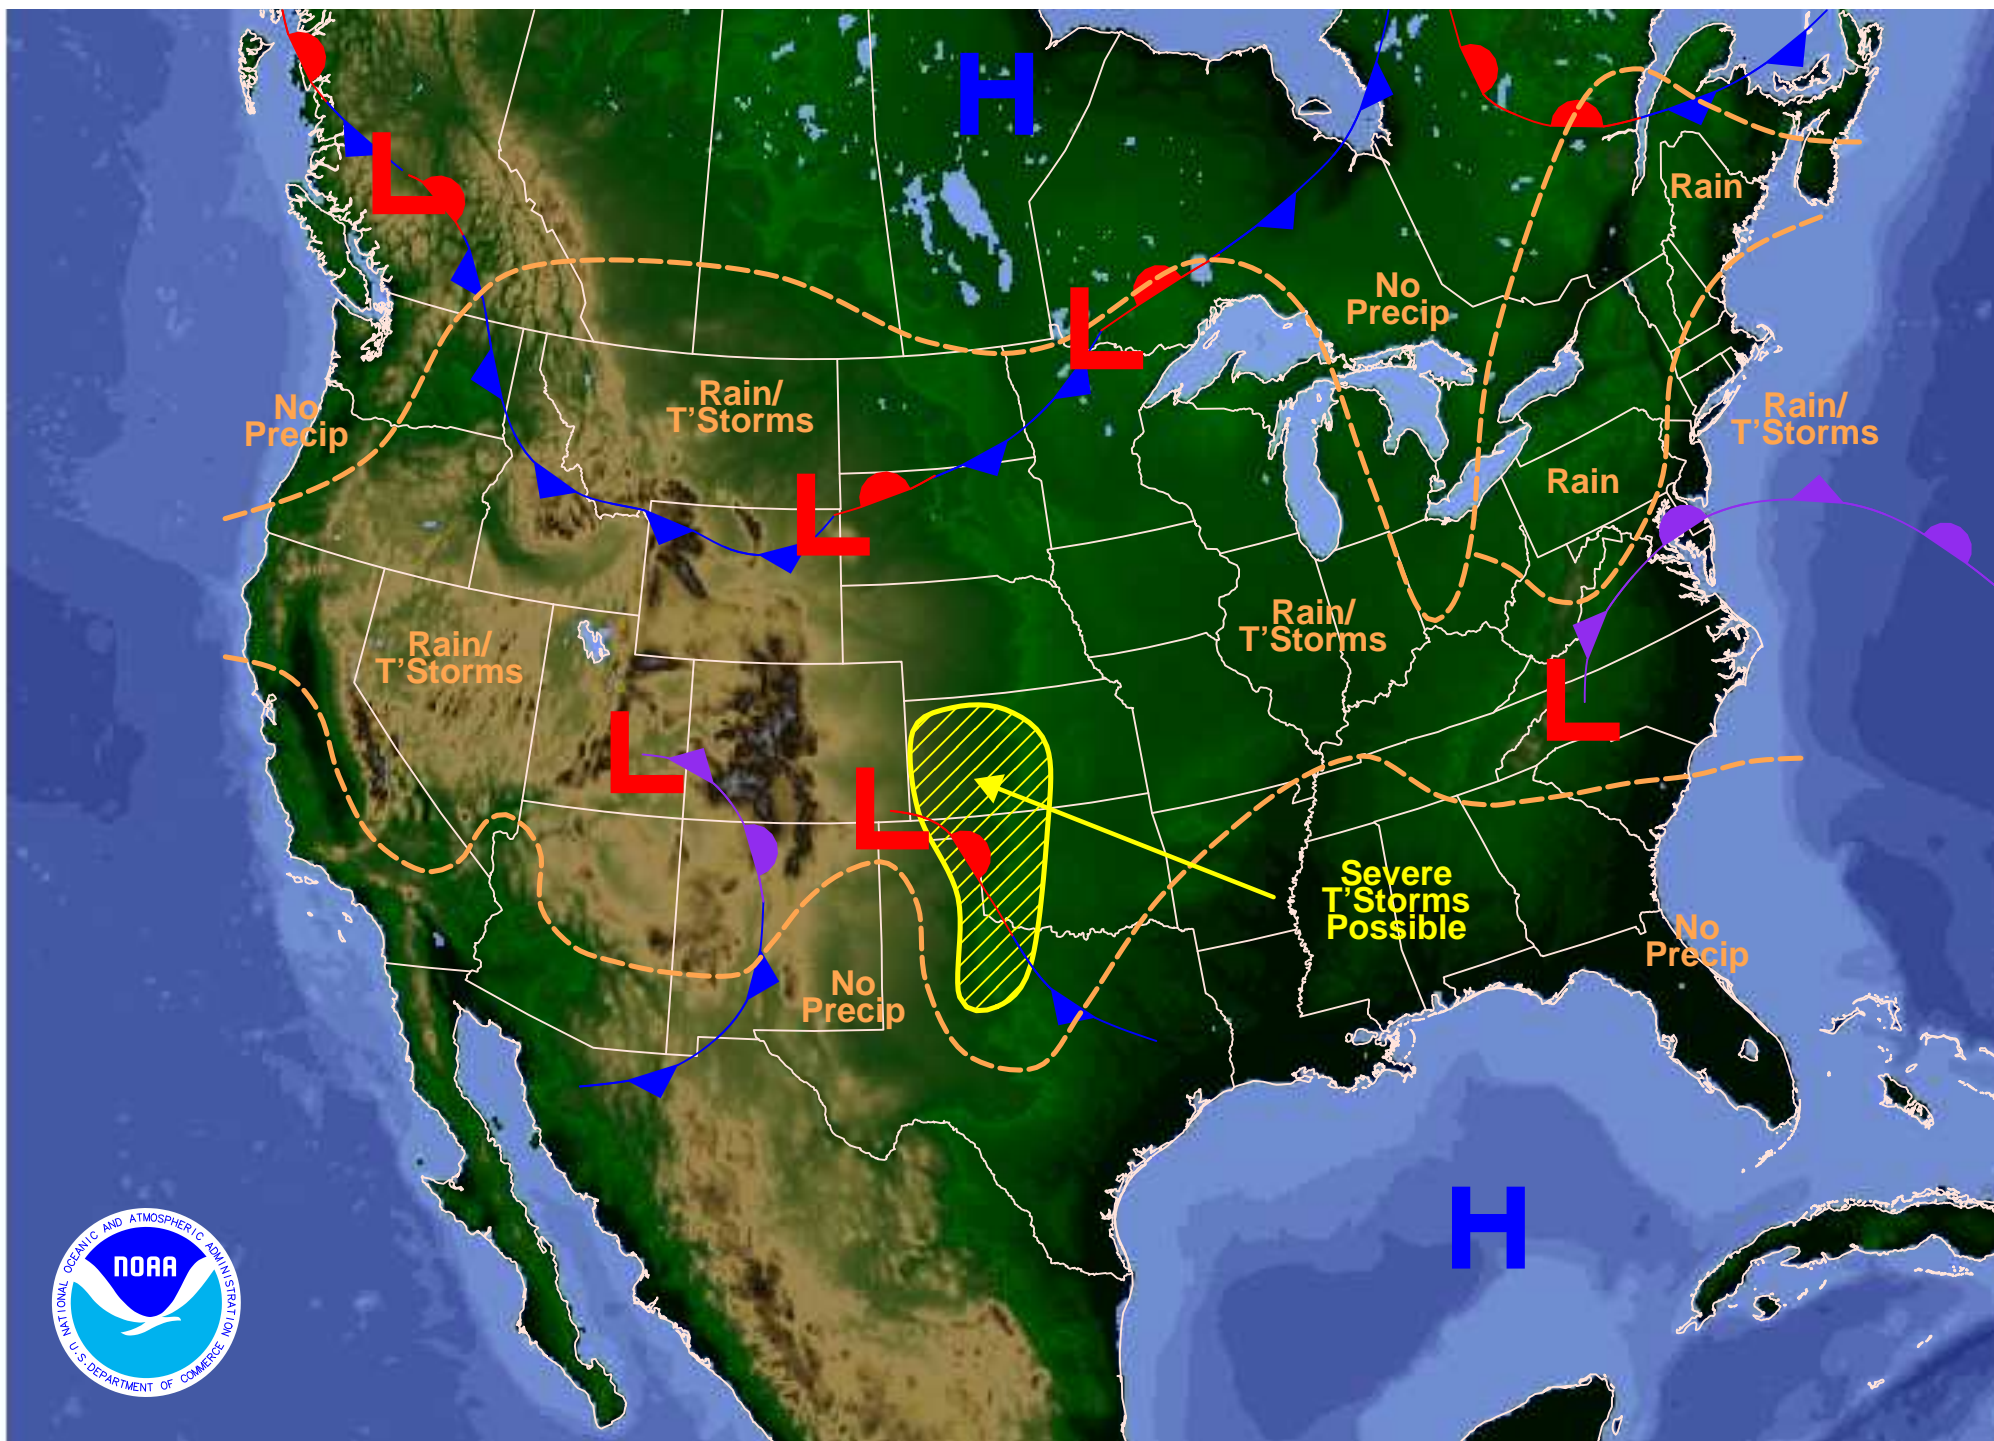 H
L
Rain
No
Precip
L
Rain/
T'Storms
No
Precip
Rain/
T'Storms
L
Rain
Rain/
T'Storms
Rain/
T'Storms
L
L
L
Severe
T'Storms
Possible
No
Precip
No
Precip
H
NATIONAL OCEANIC AND ATMOSPHERIC ADMINISTRATION
NOAA
U.S. DEPARTMENT OF COMMERCE